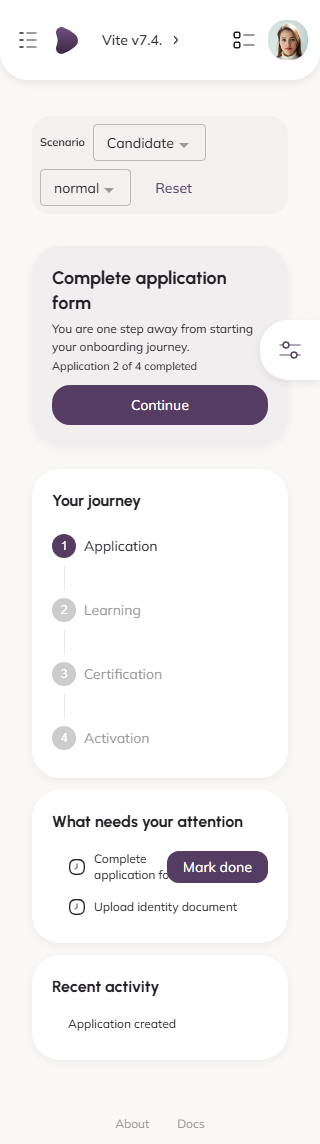 Vite v7.4.
Scenario
Candidate
normal
Reset
Complete application
form
You are one step away from starting
your onboarding journey.
Application 2 of 4 completed
Continue
Your journey
1 Application
2 Learning
3 Certification
4 Activation
What needs your attention
Complete
application fo
Mark done
Upload identity document
Recent activity
Application created
About
Docs